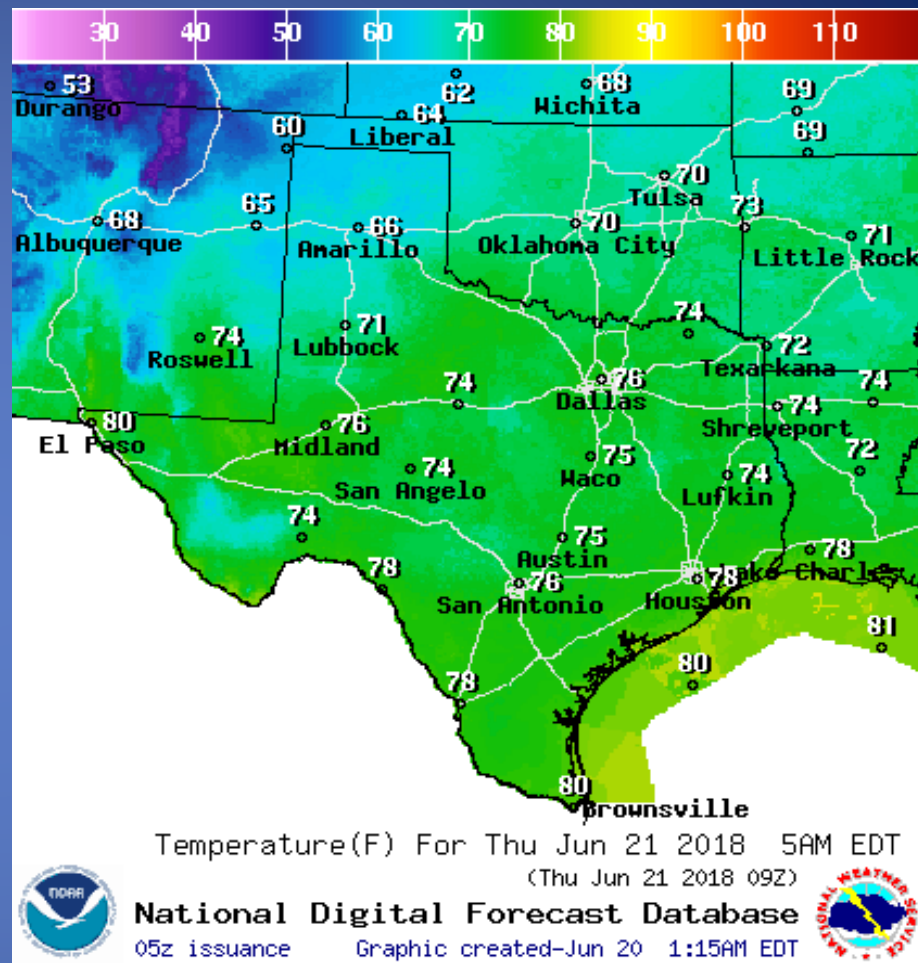 30 40 50 60 70 80 90 100 110
53
Durango
62
68
Wichita
69
64
Liberal
60
69
70
Tulsa
68
Albuquerque
65
66
Amarillo
70
Oklahoma City
73
71
Little Rock
74
Roswell
71
Lubbock
74
72
Texarkana
76
Dallas
74
74
80
El Paso
76
Midland
74
Shreveport
74
San Angelo
75
Waco
74
Lufkin
72
74
75
Austin
78
Lake Charles
78
76
San Antonio
78
Houston
81
80
78
80
Brownsville
Temperature(F) For Thu Jun 21 2018 5AM EDT
(Thu Jun 21 2018 09Z)
NOAA
National Digital Forecast Database
NATIONAL WEATHER SERVICE
05z issuance Graphic created-Jun 20 1:15AM EDT